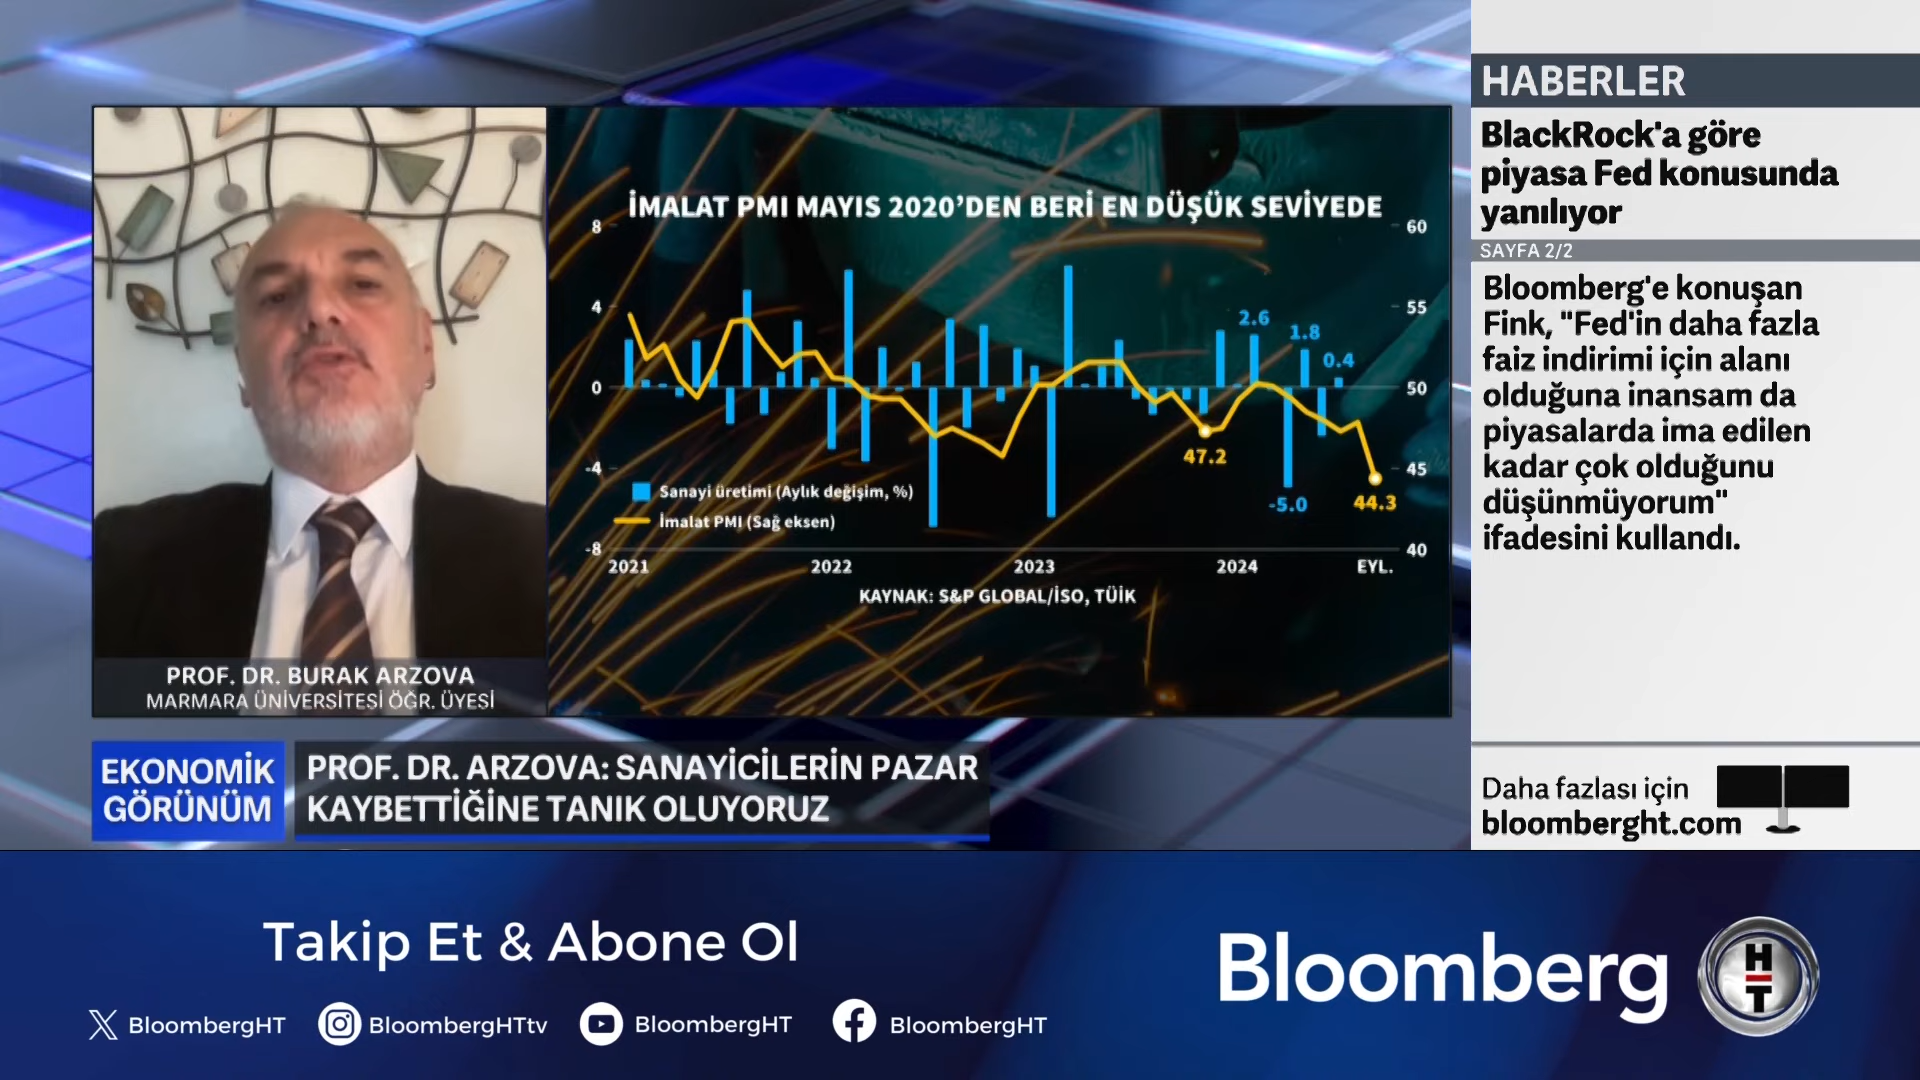 HABERLER
BlackRock'a göre
piyasa Fed konusunda
yanılıyor
SAYFA 2/2
Bloomberg'e konuşan
Fink, "Fed'in daha fazla
faiz indirimi için alanı
olduğuna inansam da
piyasalarda ima edilen
kadar çok olduğunu
düşünmüyorum"
ifadesini kullandı.
Daha fazlası için
bloomberght.com
İMALAT PMI MAYIS 2020'DEN BERİ EN DÜŞÜK SEVİYEDE
8
60
4
55
0
50
-4
45
-8
40
2.6
1.8
0.4
47.2
-5.0
44.3
Sanayi üretimi (Aylık değişim, %)
İmalat PMI (Sağ eksen)
2021
2022
2023
2024
EYL.
KAYNAK: S&P GLOBAL/İSO, TÜİK
PROF. DR. BURAK ARZOVA
MARMARA ÜNİVERSİTESİ ÖĞR. ÜYESİ
EKONOMİK
GÖRÜNÜM
PROF. DR. ARZOVA: SANAYİCİLERİN PAZAR
KAYBETTİĞİNE TANIK OLUYORUZ
Takip Et & Abone Ol
BloombergHT
BloombergHTtv
BloombergHT
BloombergHT
Bloomberg
HT